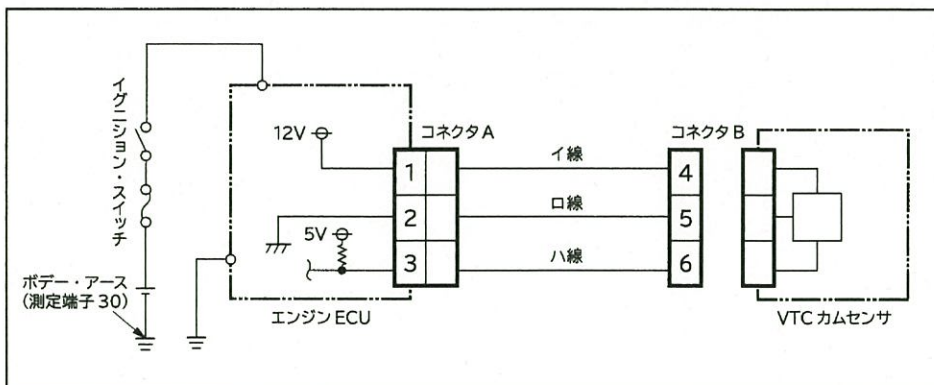 イグニション・スイッチ
ボデー・アース
(測定端子30)
12V
5V
エンジンECU
コネクタA
1
2
3
イ線
ロ線
ハ線
コネクタB
4
5
6
VTCカムセンサ